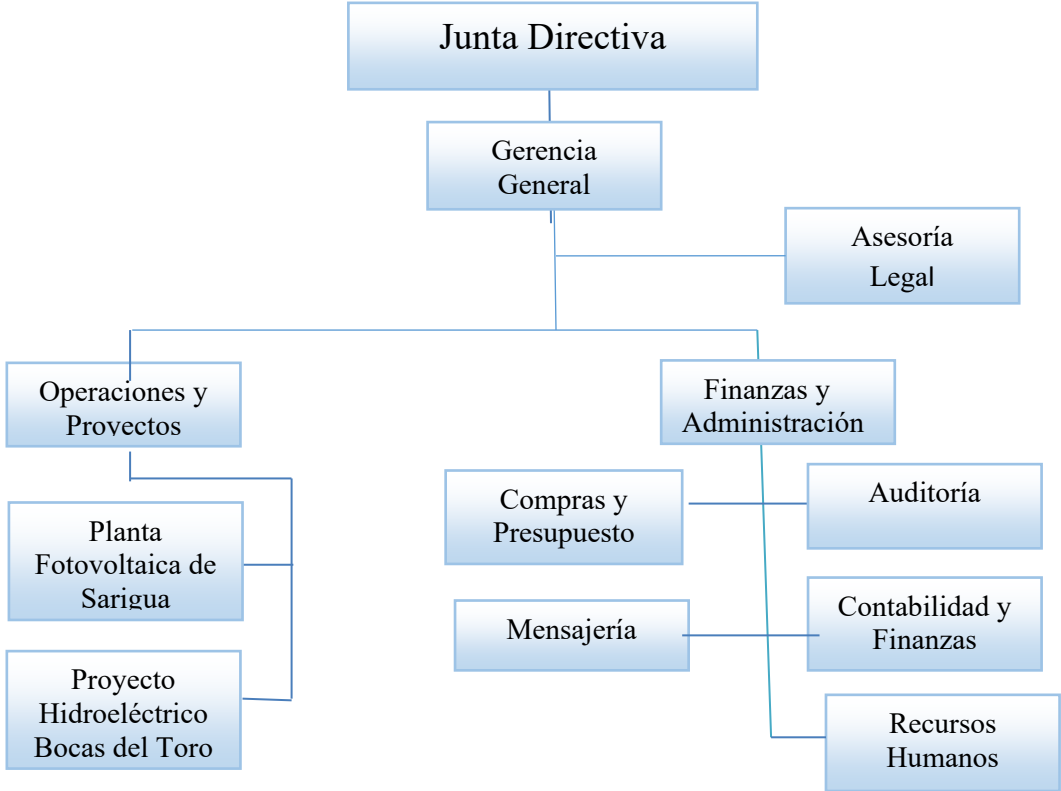 Junta Directiva
Gerencia
General
Asesoría
Legal
Operaciones y
Proyectos
Finanzas y
Administración
Compras y
Presupuesto
Auditoría
Planta
Fotovoltaica de
Sarigua
Mensajería
Contabilidad y
Finanzas
Proyecto
Hidroeléctrico
Bocas del Toro
Recursos
Humanos